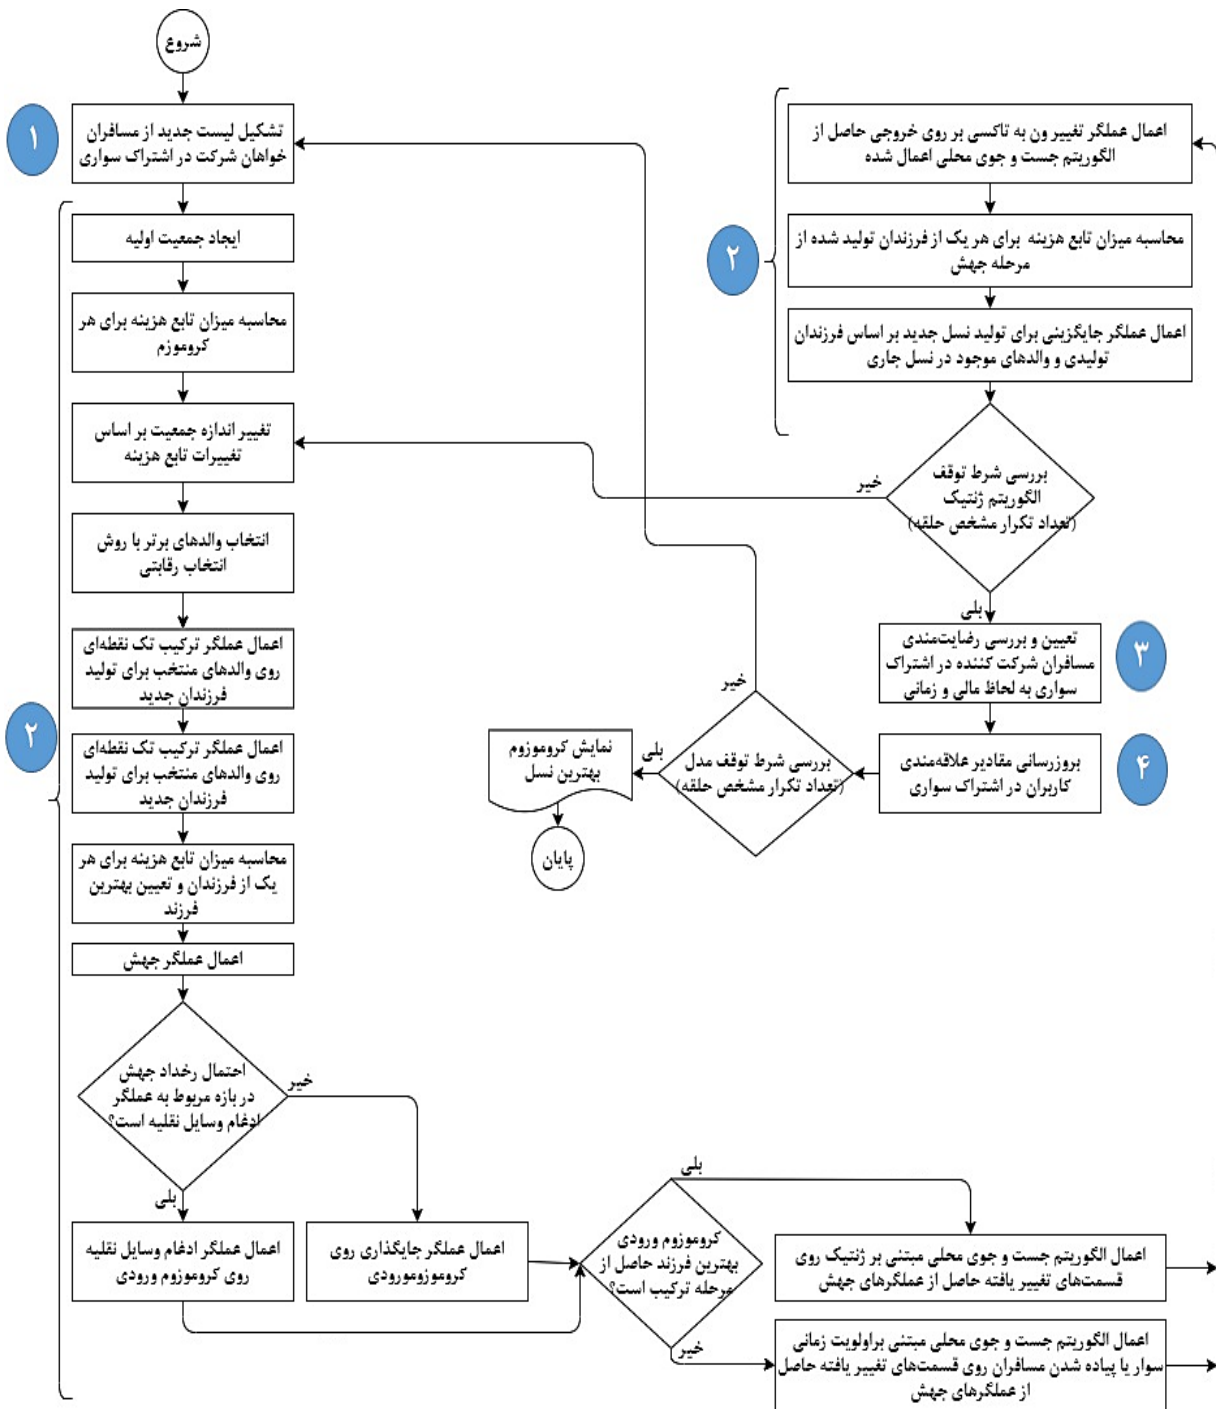 شروع
۱
تشکیل لیست جدید از مسافران
خواهان شرکت در اشتراک سواری
ایجاد جمعیت اولیه
محاسبه میزان تابع هزینه برای هر
کروموزم
تغییر اندازه جمعیت بر اساس
تغییرات تابع هزینه
انتخاب والدهای برتر با روش
انتخاب رقابتی
اعمال عملگر ترکیب تک نقطه‌ای
روی والدهای منتخب برای تولید
فرزندان جدید
۲
اعمال عملگر ترکیب تک نقطه‌ای
روی والدهای منتخب برای تولید
فرزندان جدید
محاسبه میزان تابع هزینه برای هر
یک از فرزندان و تعیین بهترین
فرزند
اعمال عملگر جهش
احتمال رخداد جهش
در بازه مربوط به عملگر
ادغام وسایل نقلیه است؟
خیر
بلی
اعمال عملگر ادغام وسایل نقلیه
روی کروموزم ورودی
اعمال عملگر جایگذاری روی
کروموزومورودی
کروموزوم ورودی
بهترین فرزند حاصل از
مرحله ترکیب است؟
بلی
خیر
اعمال الگوریتم جست و جوی محلی مبتنی بر ژنتیک روی
قسمت‌های تغییر یافته حاصل از عملگرهای جهش
اعمال الگوریتم جست و جوی محلی مبتنی براولویت زمانی
سوار یا پیاده شدن مسافران روی قسمت‌های تغییر یافته حاصل
از عملگرهای جهش
اعمال عملگر تغییر ون به تاکسی بر روی خروجی حاصل از
الگوریتم جست و جوی محلی اعمال شده
۲
محاسبه میزان تابع هزینه برای هر یک از فرزندان تولید شده از
مرحله جهش
اعمال عملگر جایگزینی برای تولید نسل جدید بر اساس فرزندان
تولیدی و والدهای موجود در نسل جاری
بررسی شرط توقف
الگوریتم ژنتیک
(تعداد تکرار مشخص حلقه)
خیر
بلی
۳
تعیین و بررسی رضایت‌مندی
مسافران شرکت کننده در اشتراک
سواری به لحاظ مالی و زمانی
۴
بروزرسانی مقادیر علاقه‌مندی
کاربران در اشتراک سواری
بررسی شرط توقف مدل
(تعداد تکرار مشخص حلقه)
خیر
بلی
نمایش کروموزوم
بهترین نسل
پایان